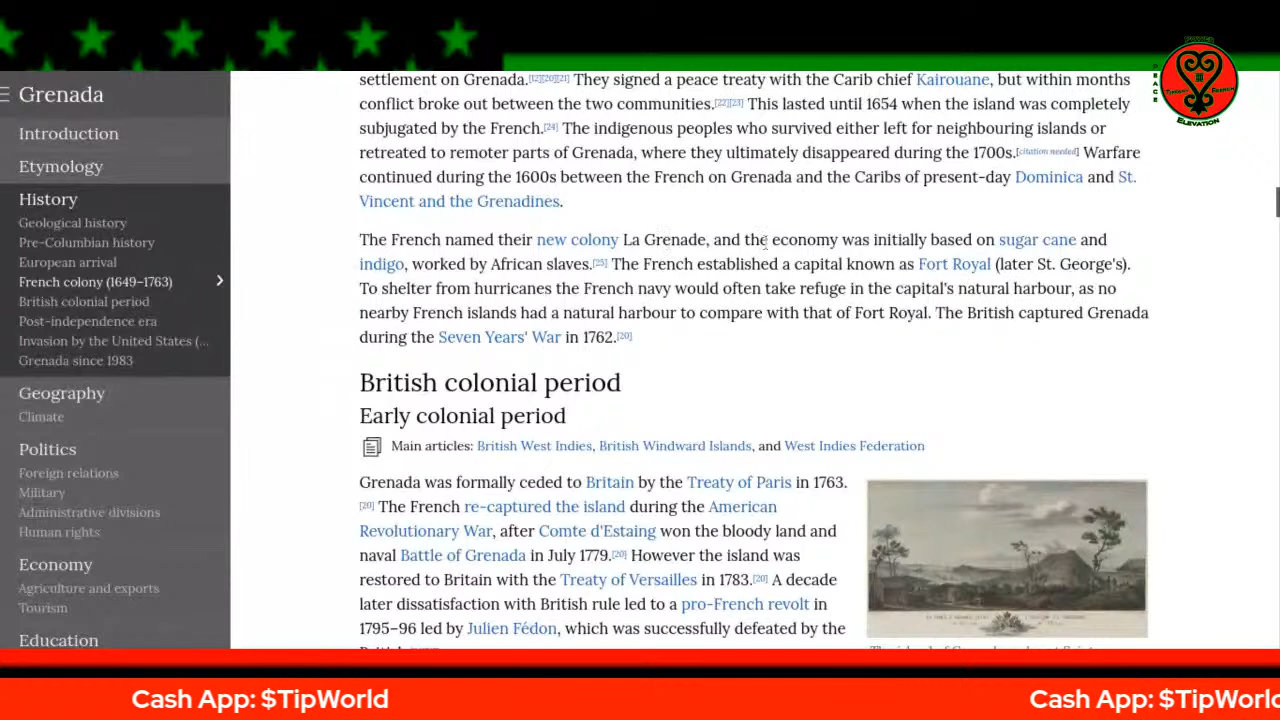 Grenada
Introduction
Etymology
History
Geological history
Pre-Columbian history
European arrival
French colony (1649–1763)
British colonial period
Post-independence era
Invasion by the United States (...
Grenada since 1983
Geography
Climate
Politics
Foreign relations
Military
Administrative divisions
Human rights
Economy
Agriculture and exports
Tourism
Education
settlement on Grenada.[12][20][21] They signed a peace treaty with the Carib chief Kairouane, but within months
conflict broke out between the two communities.[22][23] This lasted until 1654 when the island was completely
subjugated by the French.[24] The indigenous peoples who survived either left for neighbouring islands or
retreated to remoter parts of Grenada, where they ultimately disappeared during the 1700s.[citation needed] Warfare
continued during the 1600s between the French on Grenada and the Caribs of present-day Dominica and St.
Vincent and the Grenadines.
The French named their new colony La Grenade, and the economy was initially based on sugar cane and
indigo, worked by African slaves.[25] The French established a capital known as Fort Royal (later St. George's).
To shelter from hurricanes the French navy would often take refuge in the capital's natural harbour, as no
nearby French islands had a natural harbour to compare with that of Fort Royal. The British captured Grenada
during the Seven Years' War in 1762.[20]
British colonial period
Early colonial period
Main articles: British West Indies, British Windward Islands, and West Indies Federation
Grenada was formally ceded to Britain by the Treaty of Paris in 1763.
[20] The French re-captured the island during the American
Revolutionary War, after Comte d'Estaing won the bloody land and
naval Battle of Grenada in July 1779.[20] However the island was
restored to Britain with the Treaty of Versailles in 1783.[20] A decade
later dissatisfaction with British rule led to a pro-French revolt in
1795–96 led by Julien Fédon, which was successfully defeated by the
POWER
PEACE
ELEVATION
Cash App: $TipWorld
Cash App: $TipWorld